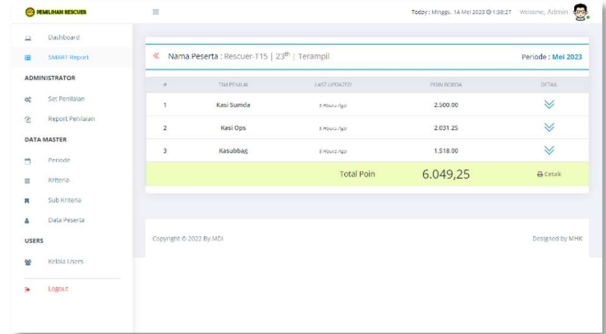 PEMILIHAN RESCUER
Today : Minggu, 14 Mei 2023 @ 1:58:27 Welcome, Admin
Dashboard
SMART Report
ADMINISTRATOR
Set Penilaian
Report Penilaian
DATA MASTER
Periode
Kriteria
Sub Kriteria
Data Peserta
USERS
Kelola Users
Logout
Nama Peserta : Rescuer-T15 | 23th | Terampil
Periode : Mei 2023
# TIM PENILAI LAST UPDATED POIN BORDA DETAIL
1 Kasi Sumda 5 Hours Ago 2.500.00
2 Kasi Ops 5 Hours Ago 2.031.25
3 Kasubbag 5 Hours Ago 1.518.00
Total Poin 6.049,25 Cetak
Copyright © 2022 By MDI
Designed by MHK